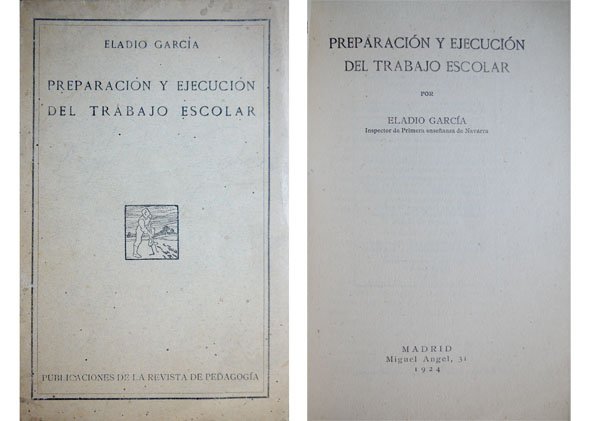 ELADIO GARCÍA
PREPARACIÓN Y EJECUCIÓN
DEL TRABAJO ESCOLAR
PUBLICACIONES DE LA REVISTA DE PEDAGOGÍA
PREPARACIÓN Y EJECUCIÓN
DEL TRABAJO ESCOLAR
POR
ELADIO GARCÍA
Inspector de Primera enseñanza de Navarra
MADRID
Miguel Angel, 31
1924